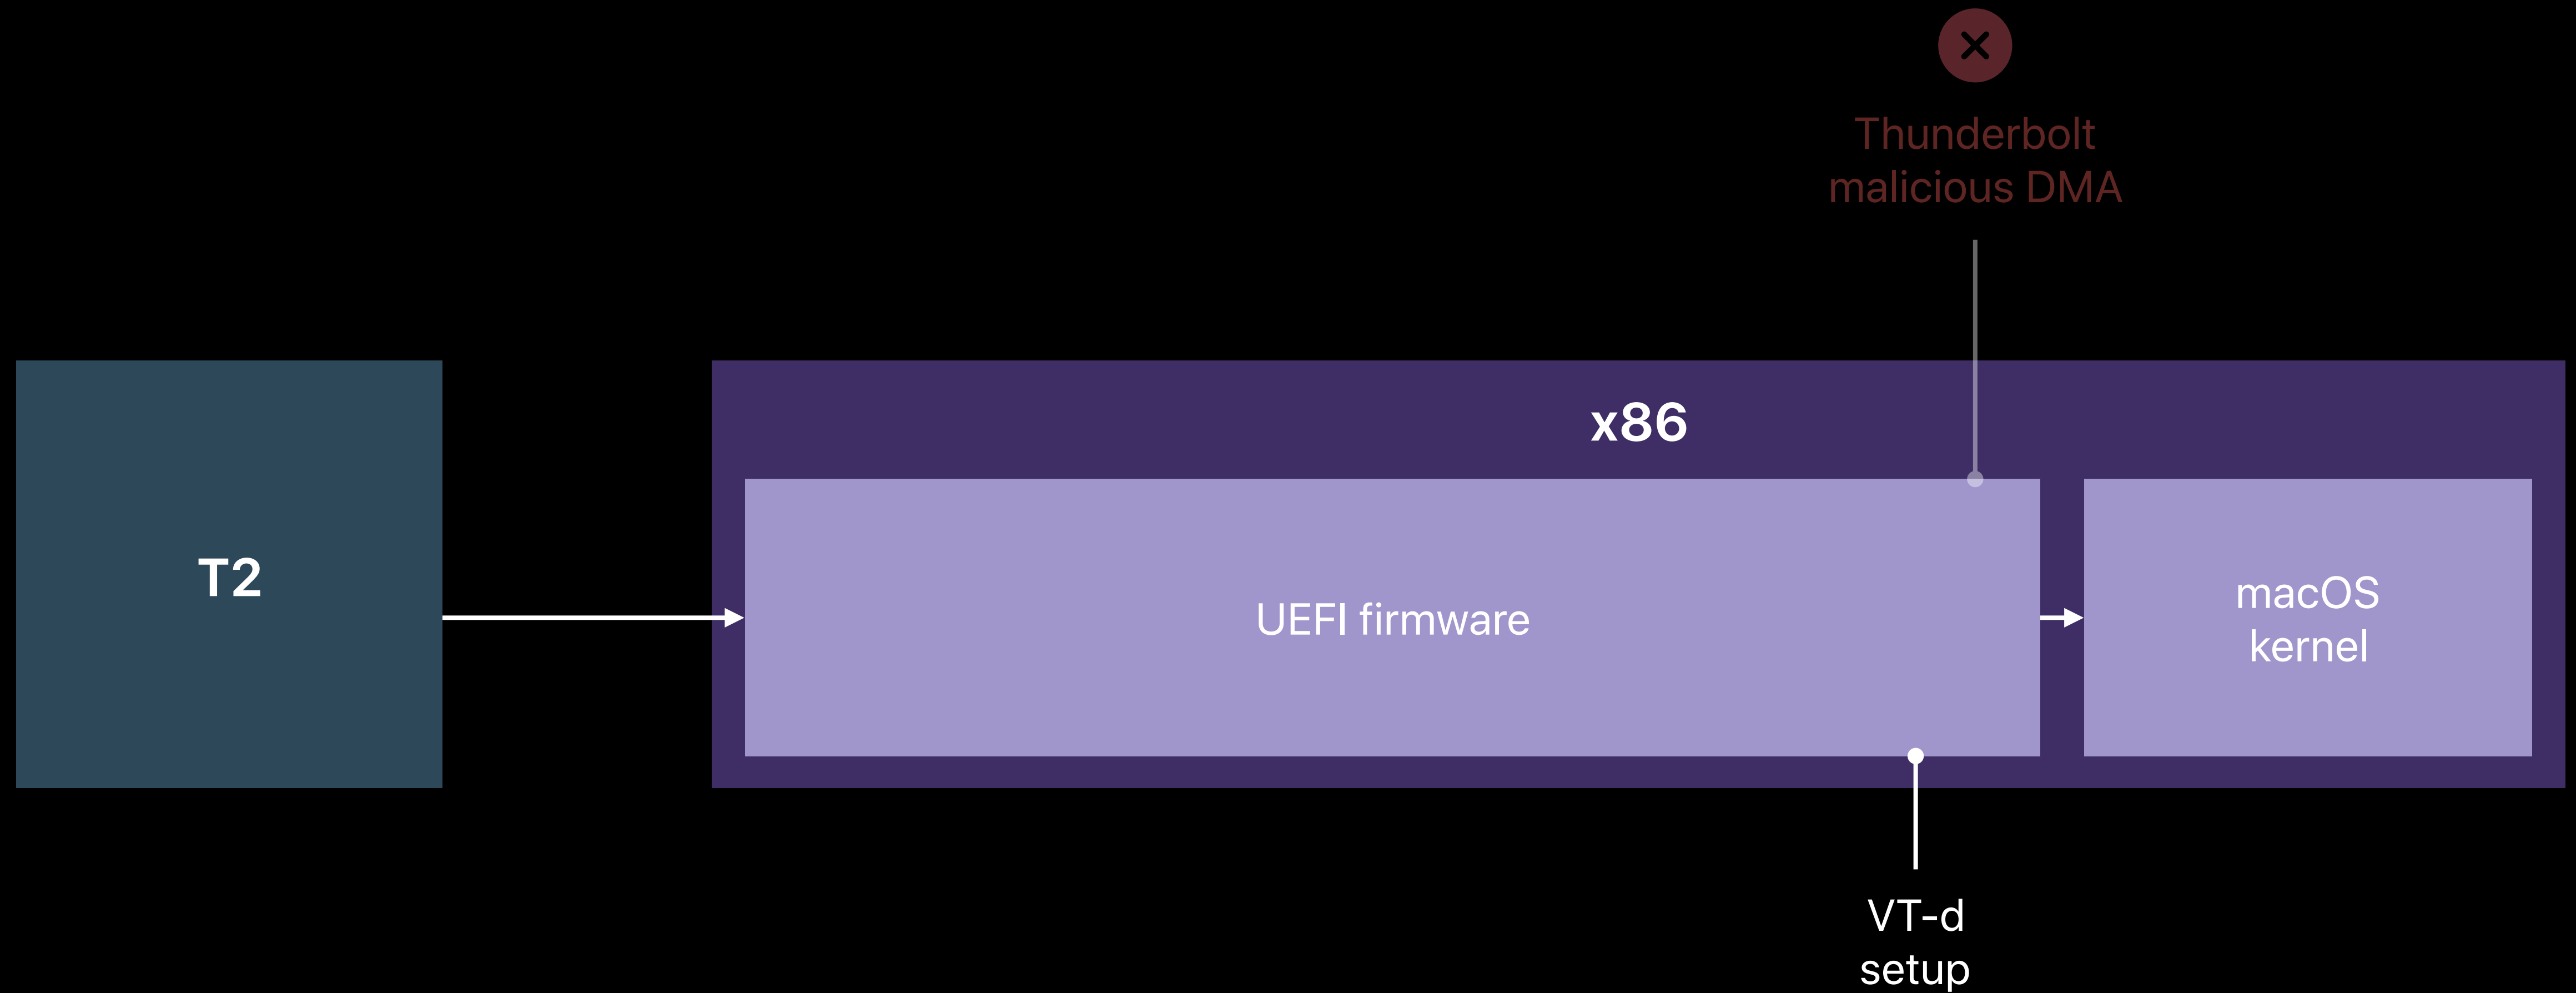 Thunderbolt
malicious DMA
x86
T2
UEFI firmware
macOS
kernel
VT-d
setup